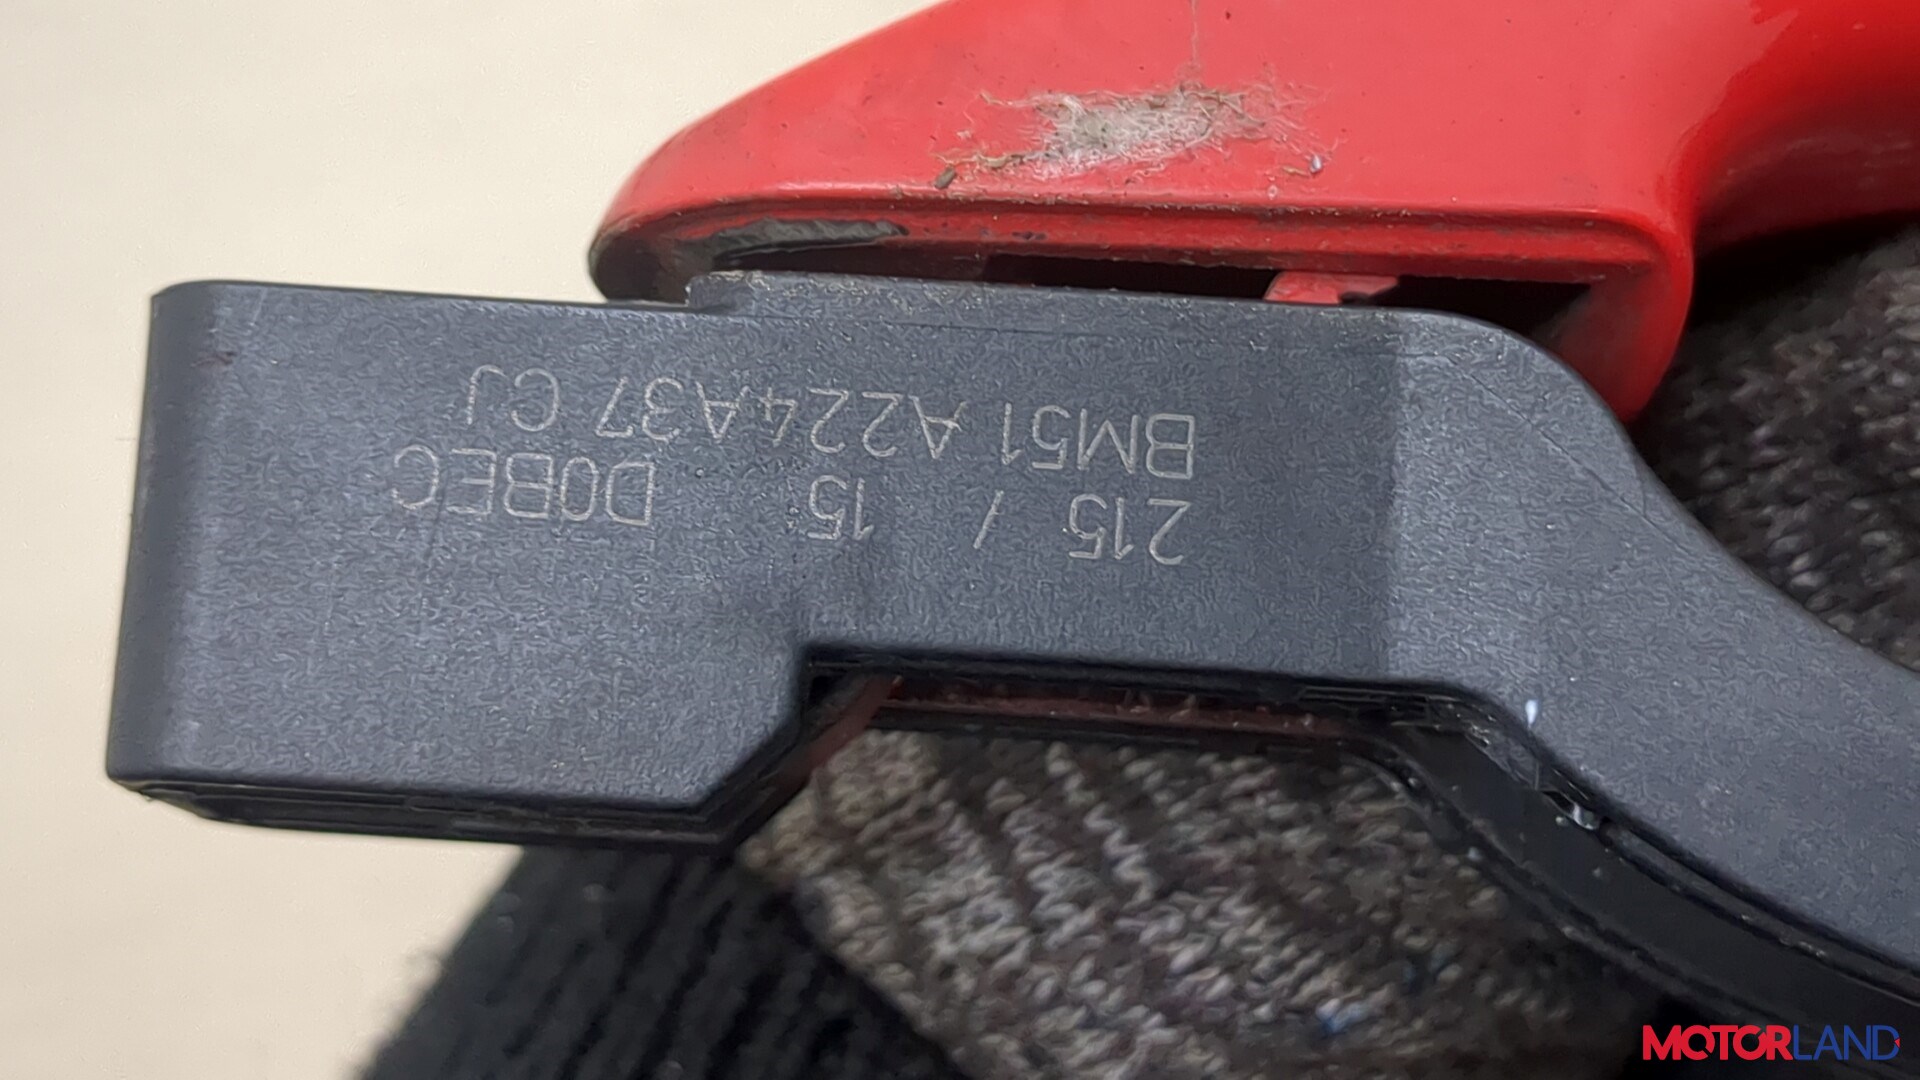 215 / 15 D0BEC
BM51 A224A37 CJ
MOTORLAND